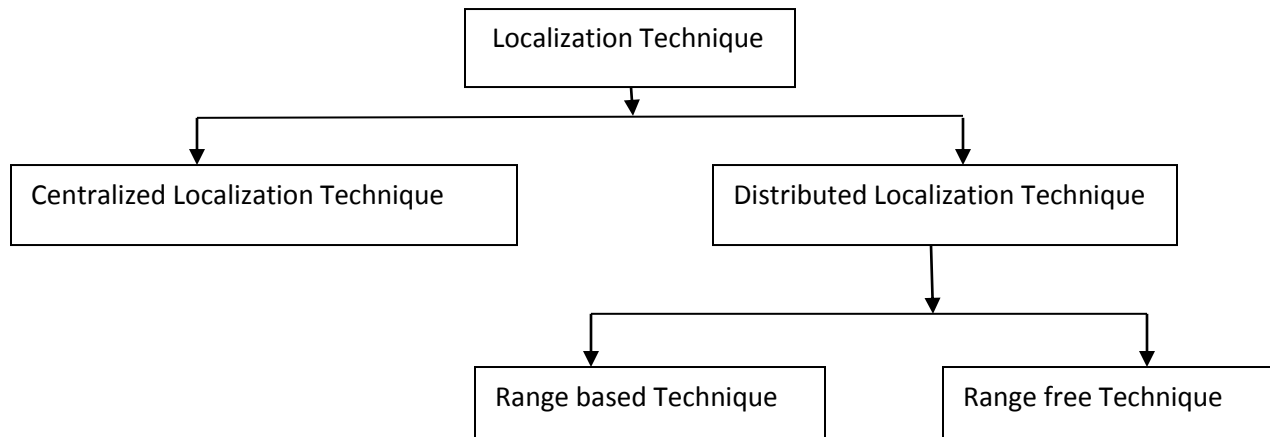 Localization Technique
Centralized Localization Technique
Distributed Localization Technique
Range based Technique
Range free Technique